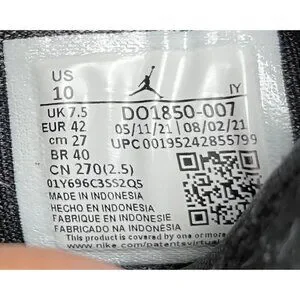 US
10
IY
UK 7.5
DO1850-007
EUR 42
05/11/21 08/02/21
cm 27
UPC 00195242855799
BR 40
CN 270(2.5)
01Y696C3SS2QS
MADE IN INDONESIA
HECHO EN INDONESIA
FABRIQUE EN INDONESIE
FABRICADO NA INDONESIA
This product is covered by
www.nike.com/patentsvirtual